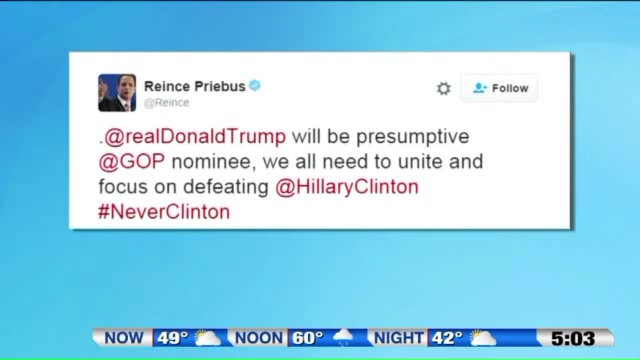 Reince Priebus
@Reince
Follow
.@realDonaldTrump will be presumptive
@GOP nominee, we all need to unite and
focus on defeating @HillaryClinton
#NeverClinton
NOW 49° NOON 60° NIGHT 42° 5:03